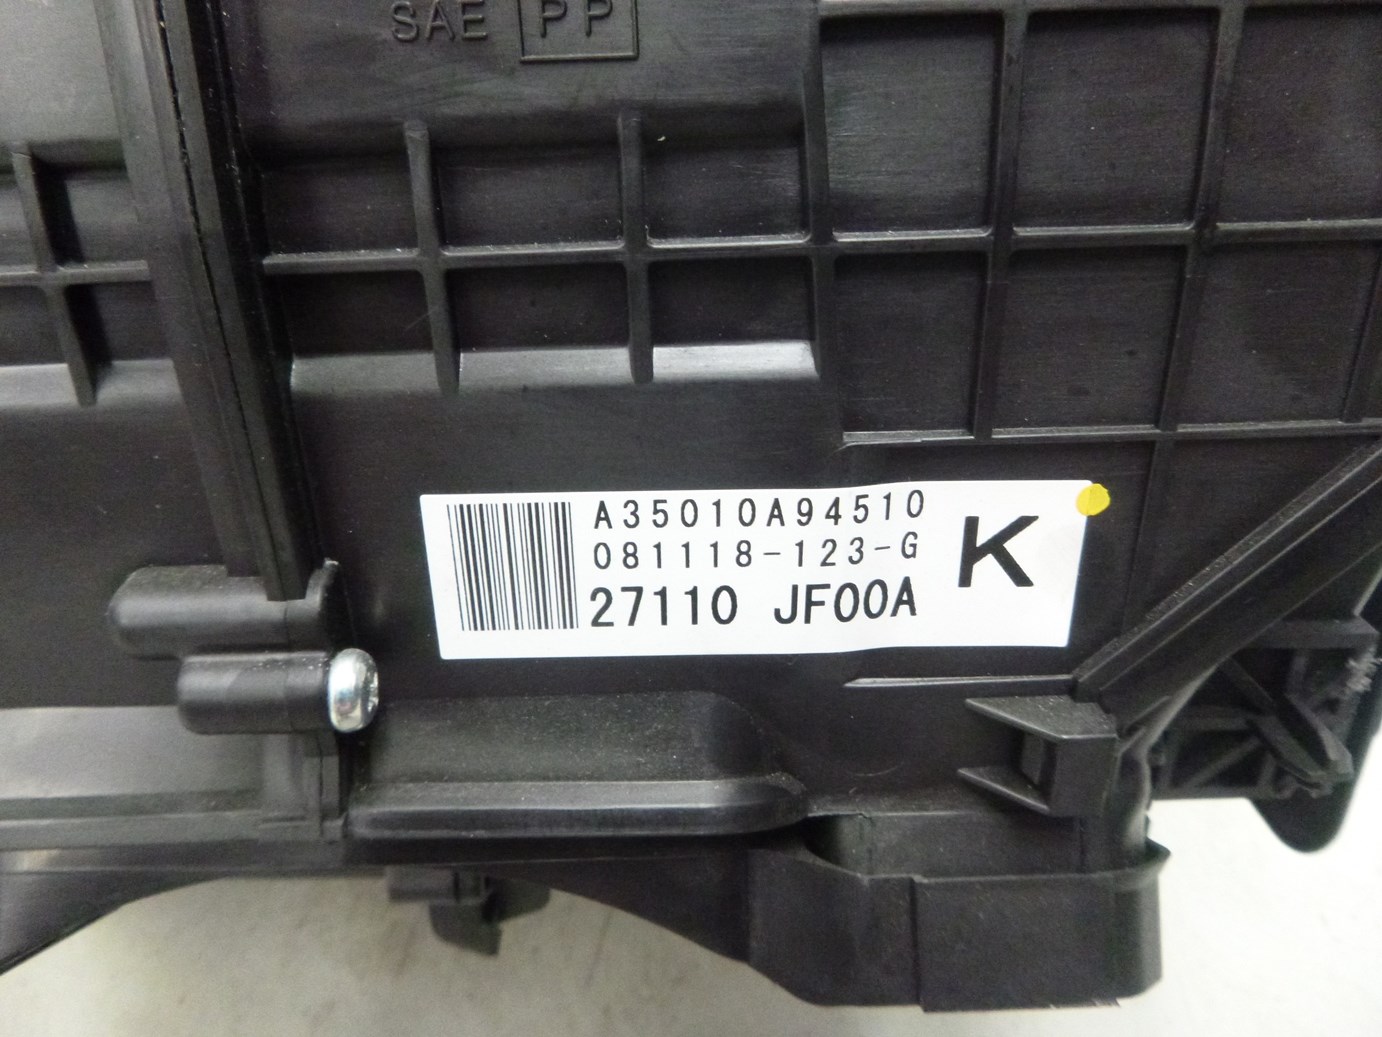 SAE PP
A35010A94510
081118-123-G
27110 JF00A
K